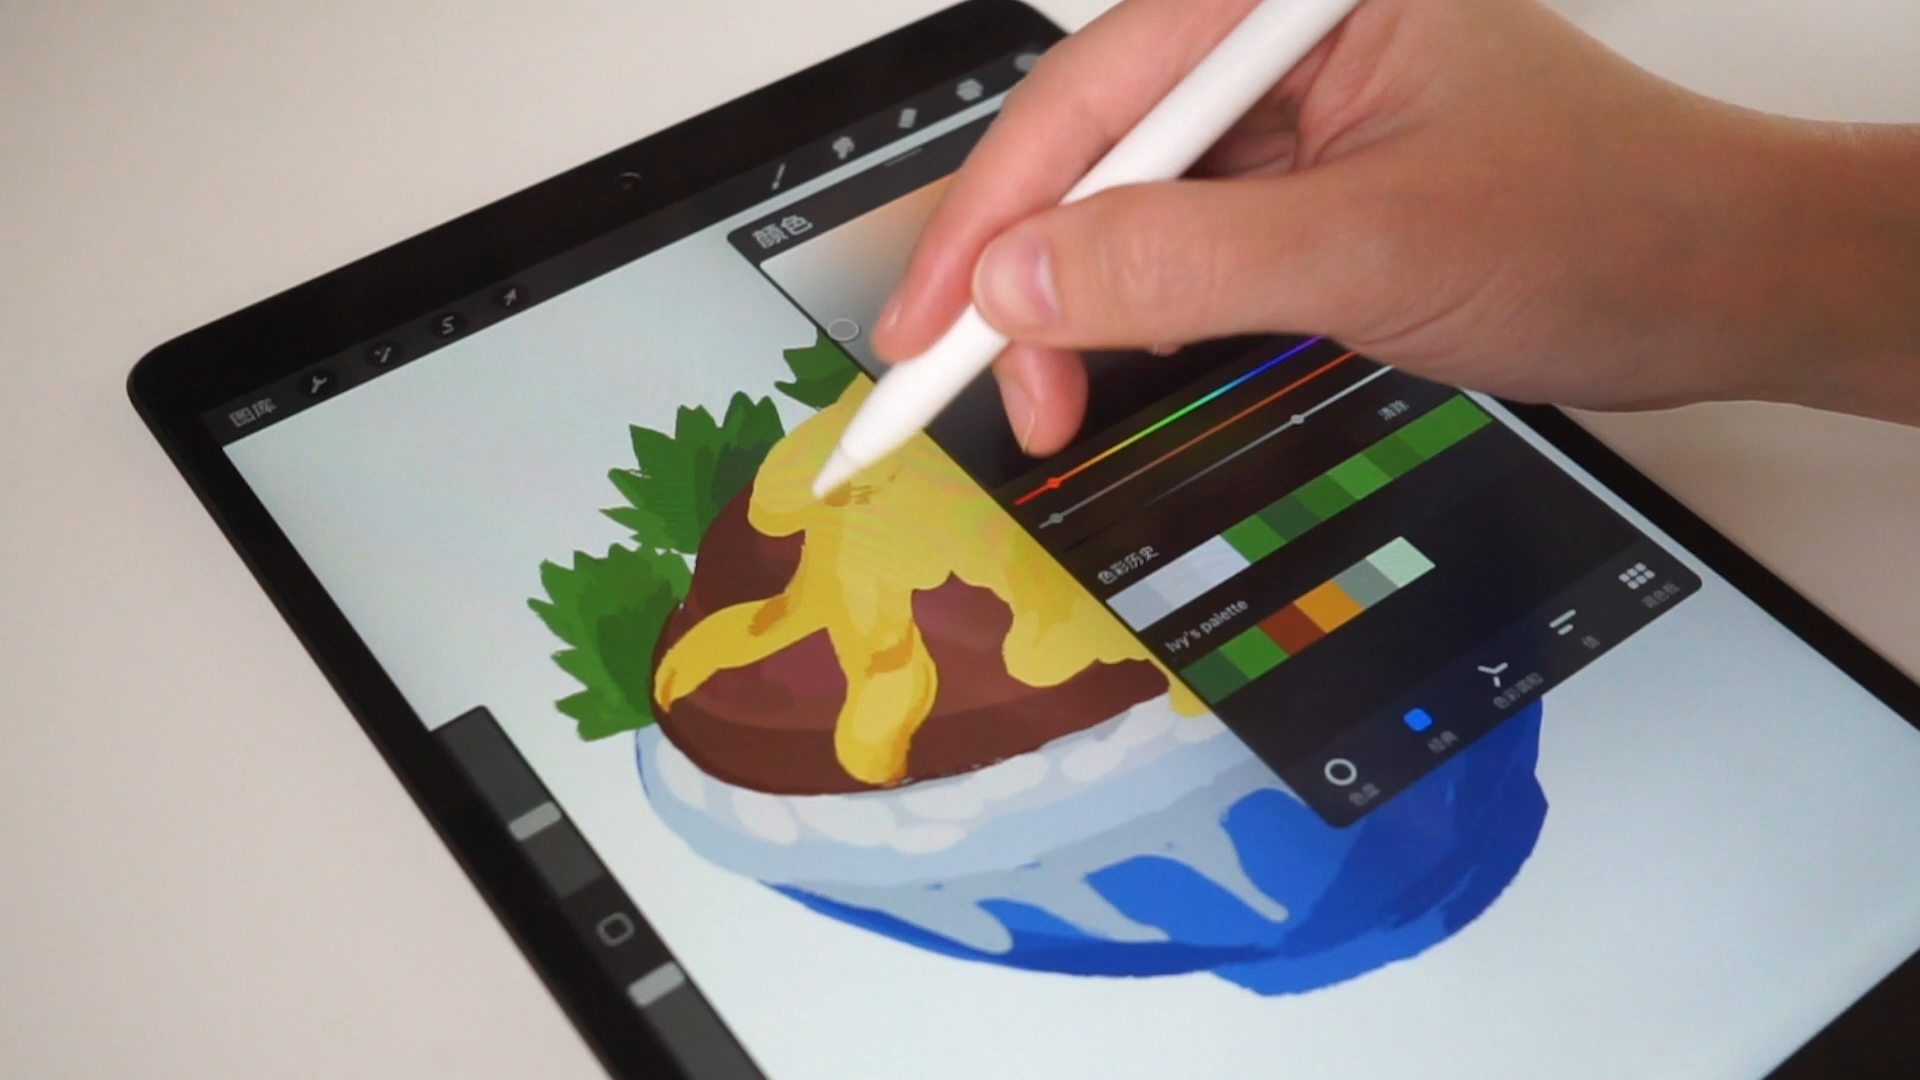 图库
颜色
清除
色彩历史
Ivy's palette
色盘
经典
色彩调和
值
调色板